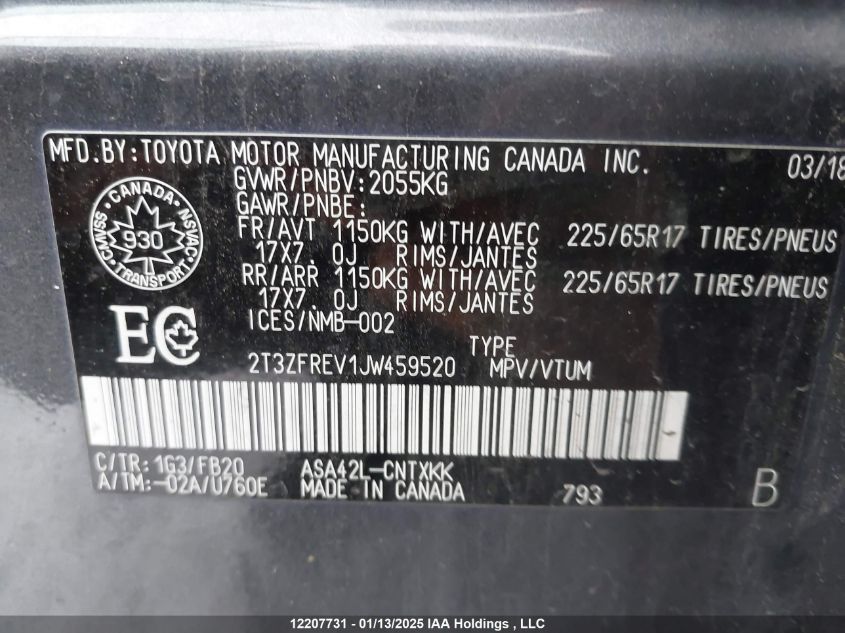 MFD.BY:TOYOTA MOTOR MANUFACTURING CANADA INC. 03/18
GVWR/PNBV:2055KG
GAWR/PNBE:
FR/AVT 1150KG WITH/AVEC 225/65R17 TIRES/PNEUS
17X7. 0J RIMS/JANTES
RR/ARR 1150KG WITH/AVEC 225/65R17 TIRES/PNEUS
17X7. 0J RIMS/JANTES
ICES/NMB-002
CANADA
CMVSS NSVAC
930
TRANSPORT
EC
TYPE
2T3ZFREV1JW459520 MPV/VTUM
C/TR: 1G3/FB20 ASA42L-CNTXKK
A/TM:-02A/U760E MADE IN CANADA 793 B
12207731 - 01/13/2025 IAA Holdings , LLC